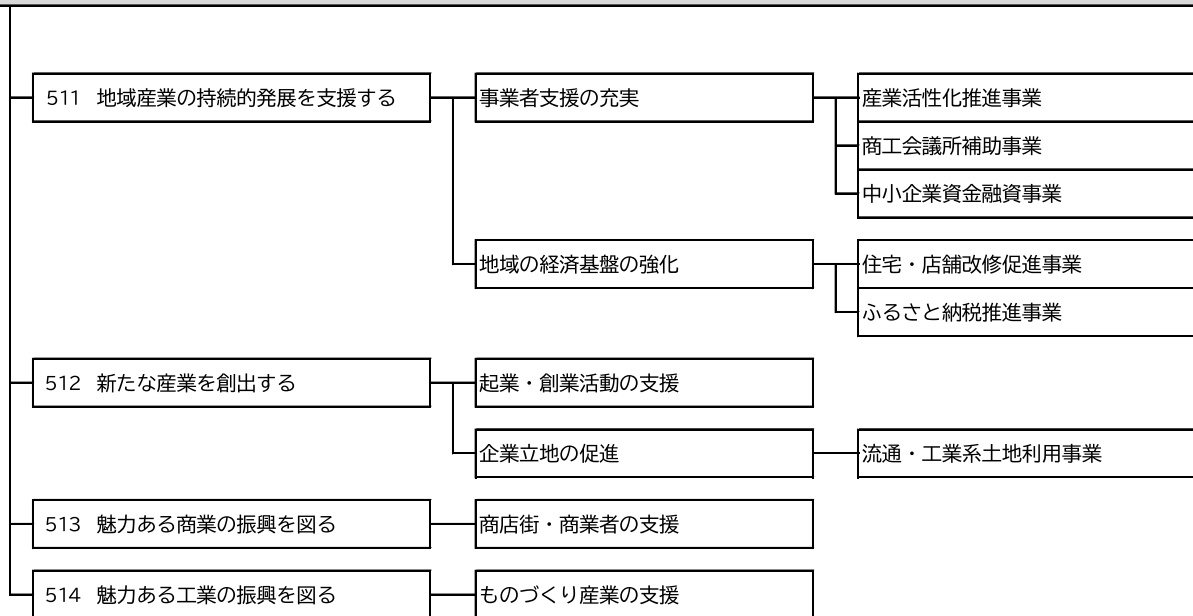 511 地域産業の持続的発展を支援する
事業者支援の充実
産業活性化推進事業
商工会議所補助事業
中小企業資金融資事業
地域の経済基盤の強化
住宅・店舗改修促進事業
ふるさと納税推進事業
512 新たな産業を創出する
起業・創業活動の支援
企業立地の促進
流通・工業系土地利用事業
513 魅力ある商業の振興を図る
商店街・商業者の支援
514 魅力ある工業の振興を図る
ものづくり産業の支援